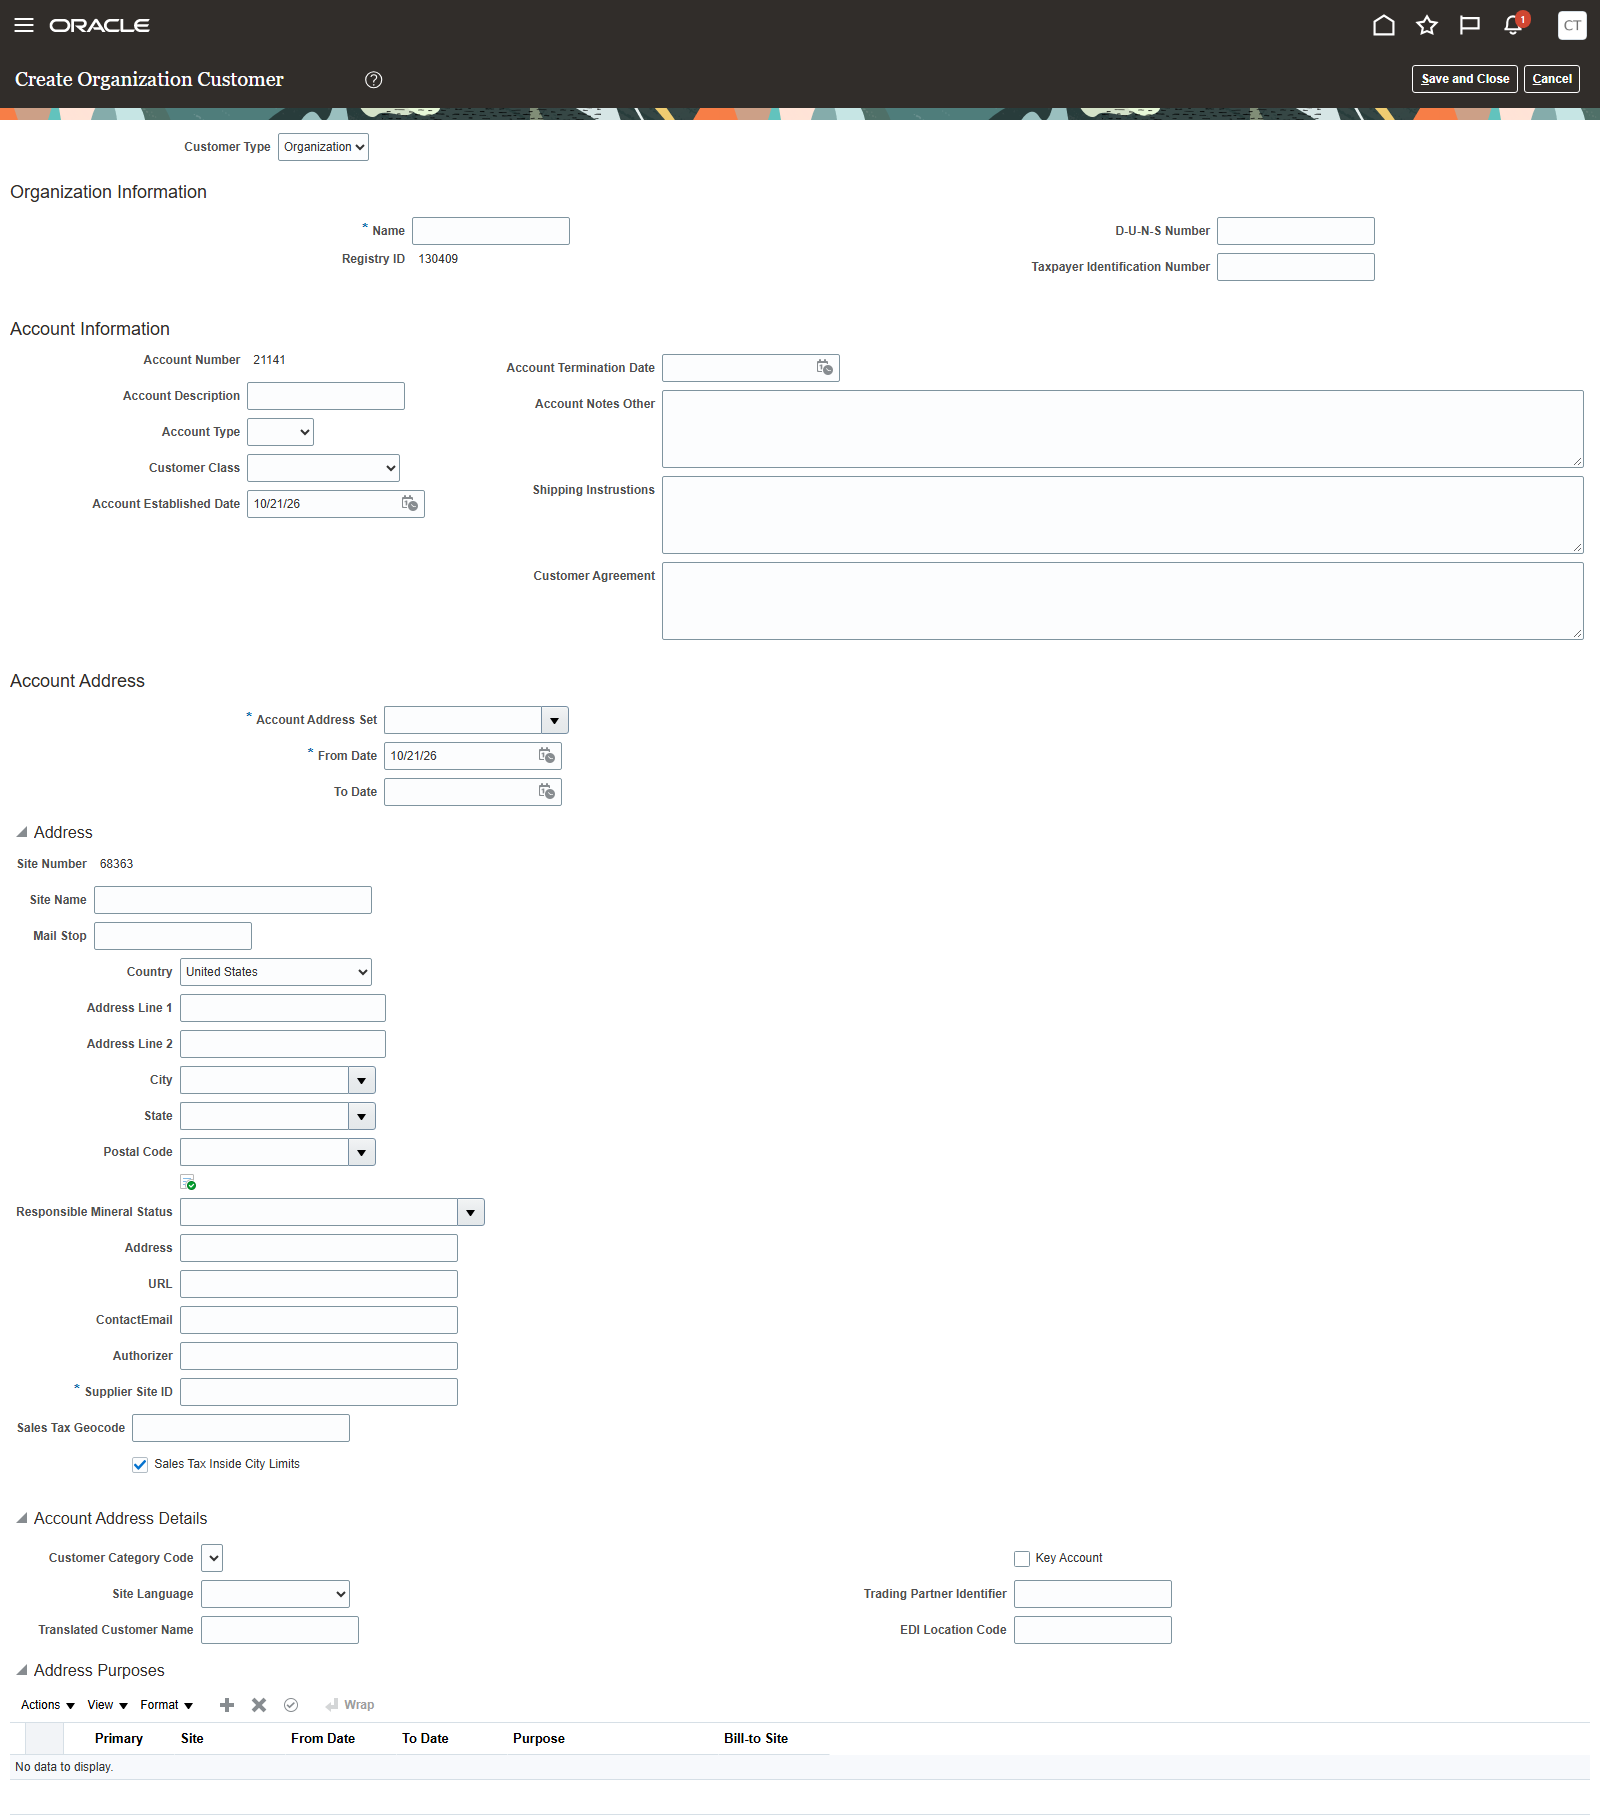 ORACLE
1
CT
Create Organization Customer
?
Save and Close
Cancel
Customer Type Organization
Organization Information
* Name
Registry ID 130409
D-U-N-S Number
Taxpayer Identification Number
Account Information
Account Number 21141
Account Description
Account Type
Customer Class
Account Established Date 10/21/26
Account Termination Date
Account Notes Other
Shipping Instrustions
Customer Agreement
Account Address
* Account Address Set
* From Date 10/21/26
To Date
Address
Site Number 68363
Site Name
Mail Stop
Country United States
Address Line 1
Address Line 2
City
State
Postal Code
Responsible Mineral Status
Address
URL
ContactEmail
Authorizer
* Supplier Site ID
Sales Tax Geocode
Sales Tax Inside City Limits
Account Address Details
Customer Category Code
Site Language
Translated Customer Name
Key Account
Trading Partner Identifier
EDI Location Code
Address Purposes
Actions View Format Wrap
Primary Site From Date To Date Purpose Bill-to Site
No data to display.